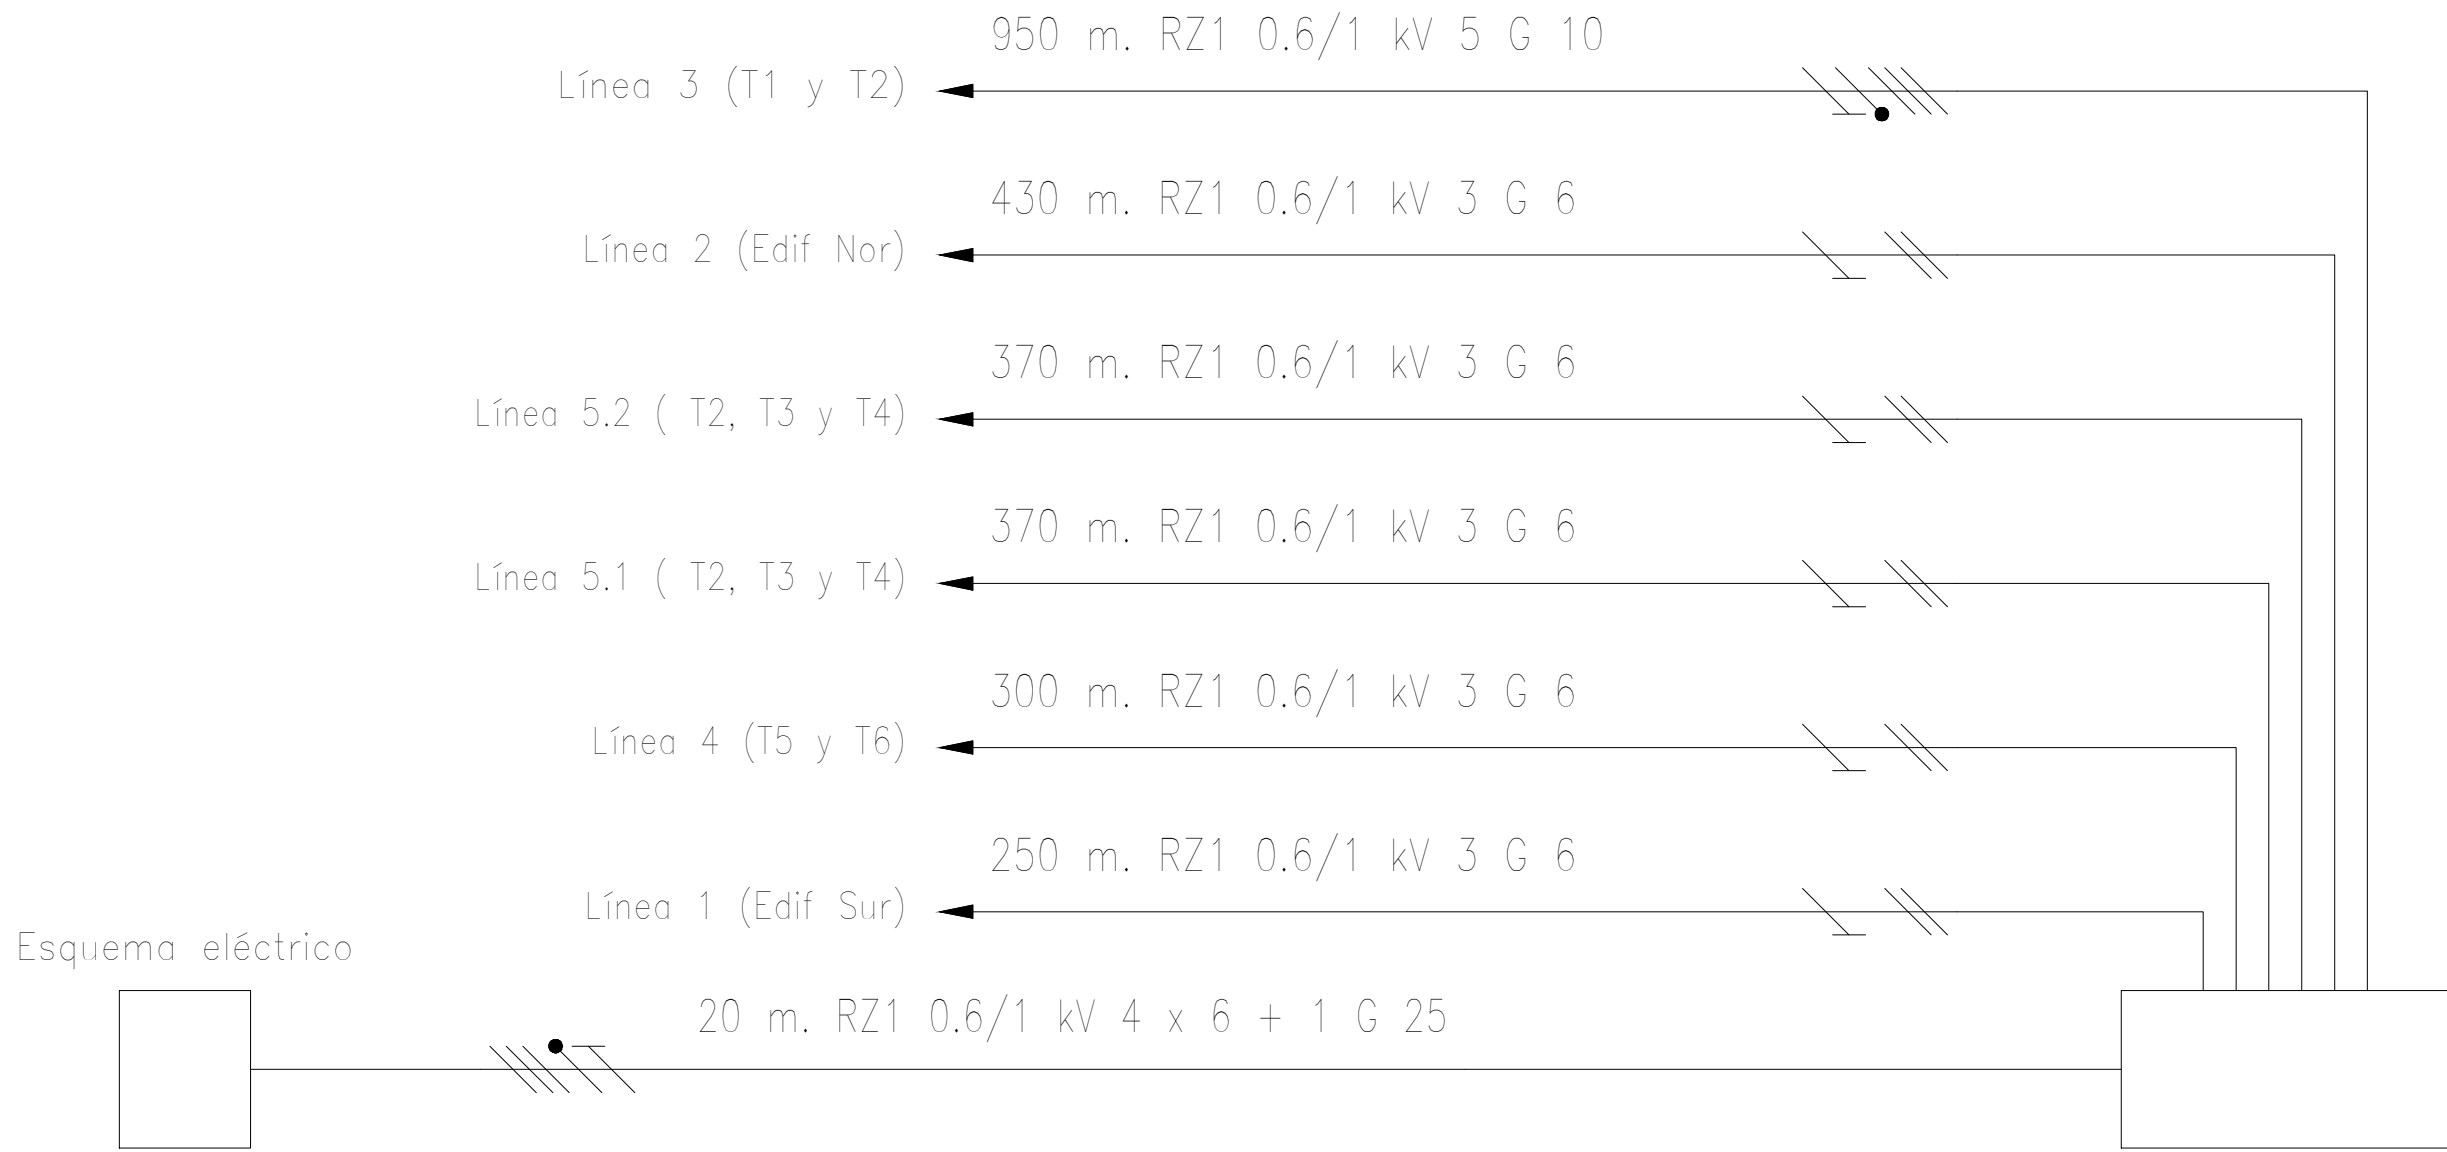 950 m. RZ1 0.6/1 kV 5 G 10
Línea 3 (T1 y T2)
430 m. RZ1 0.6/1 kV 3 G 6
Línea 2 (Edif Nor)
370 m. RZ1 0.6/1 kV 3 G 6
Línea 5.2 ( T2, T3 y T4)
370 m. RZ1 0.6/1 kV 3 G 6
Línea 5.1 ( T2, T3 y T4)
300 m. RZ1 0.6/1 kV 3 G 6
Línea 4 (T5 y T6)
250 m. RZ1 0.6/1 kV 3 G 6
Línea 1 (Edif Sur)
Esquema eléctrico
20 m. RZ1 0.6/1 kV 4 x 6 + 1 G 25